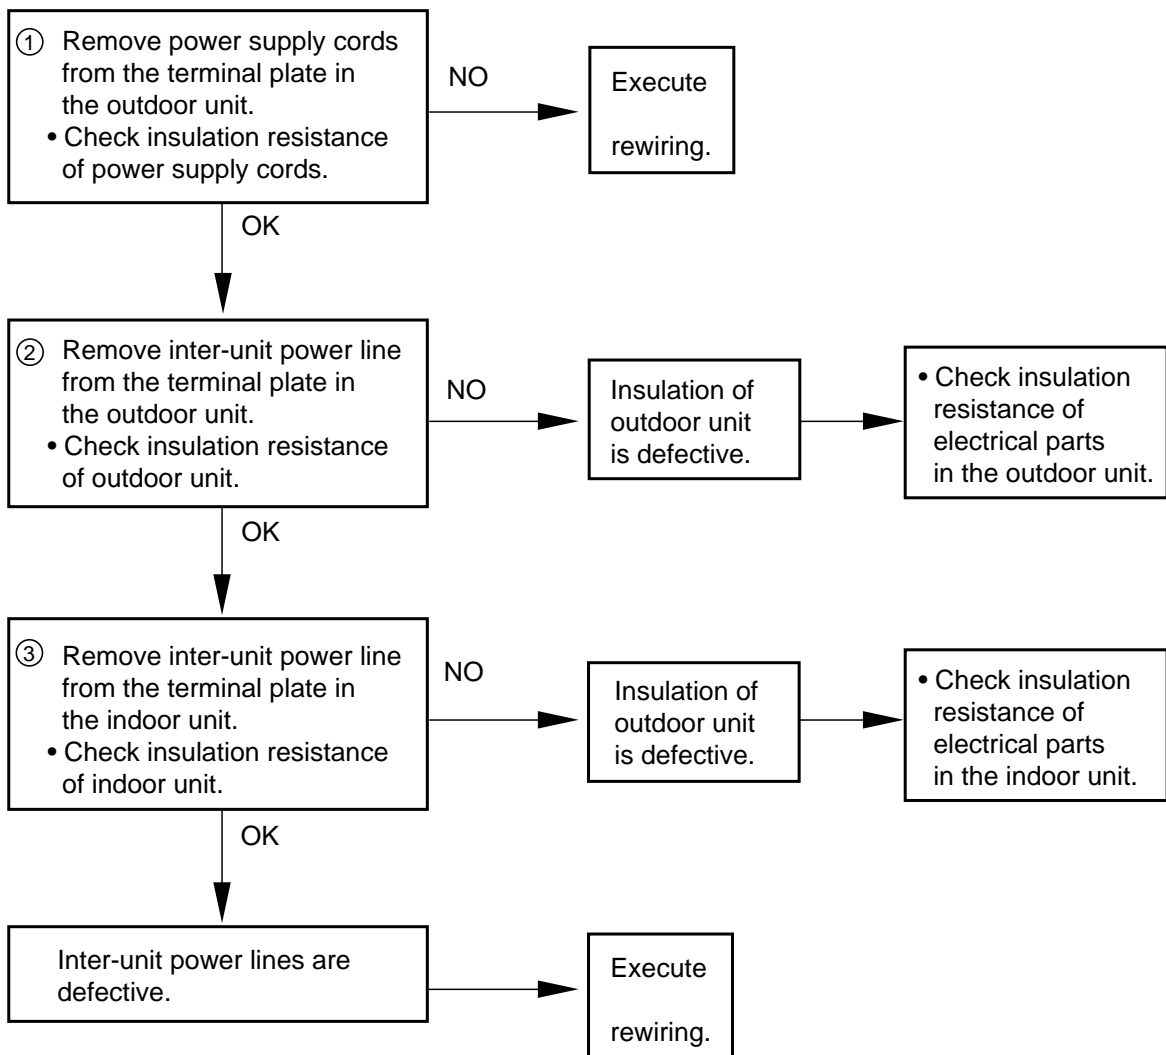 ① Remove power supply cords
from the terminal plate in
the outdoor unit.
• Check insulation resistance
of power supply cords.
NO
Execute
rewiring.
OK
② Remove inter-unit power line
from the terminal plate in
the outdoor unit.
• Check insulation resistance
of outdoor unit.
NO
Insulation of
outdoor unit
is defective.
• Check insulation
resistance of
electrical parts
in the outdoor unit.
OK
③ Remove inter-unit power line
from the terminal plate in
the indoor unit.
• Check insulation resistance
of indoor unit.
NO
Insulation of
outdoor unit
is defective.
• Check insulation
resistance of
electrical parts
in the indoor unit.
OK
Inter-unit power lines are
defective.
Execute
rewiring.